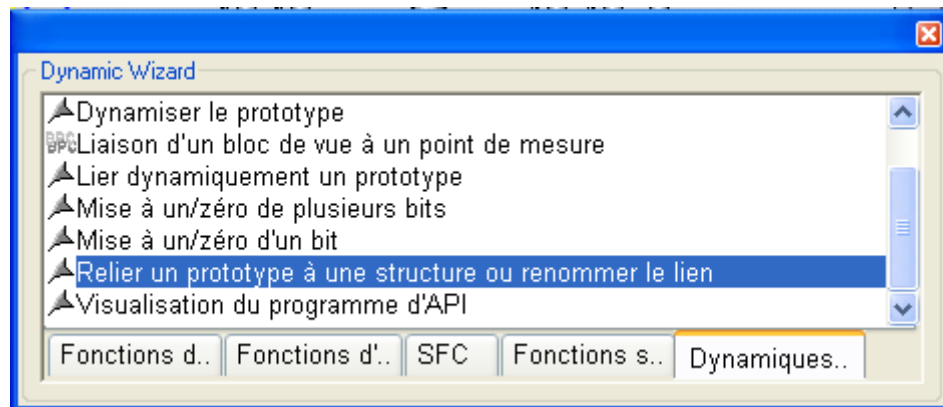 Dynamic Wizard
Dynamiser le prototype
Liaison d'un bloc de vue à un point de mesure
Lier dynamiquement un prototype
Mise à un/zéro de plusieurs bits
Mise à un/zéro d'un bit
Relier un prototype à une structure ou renommer le lien
Visualisation du programme d'API
Fonctions d.. Fonctions d'.. SFC Fonctions s.. Dynamiques..